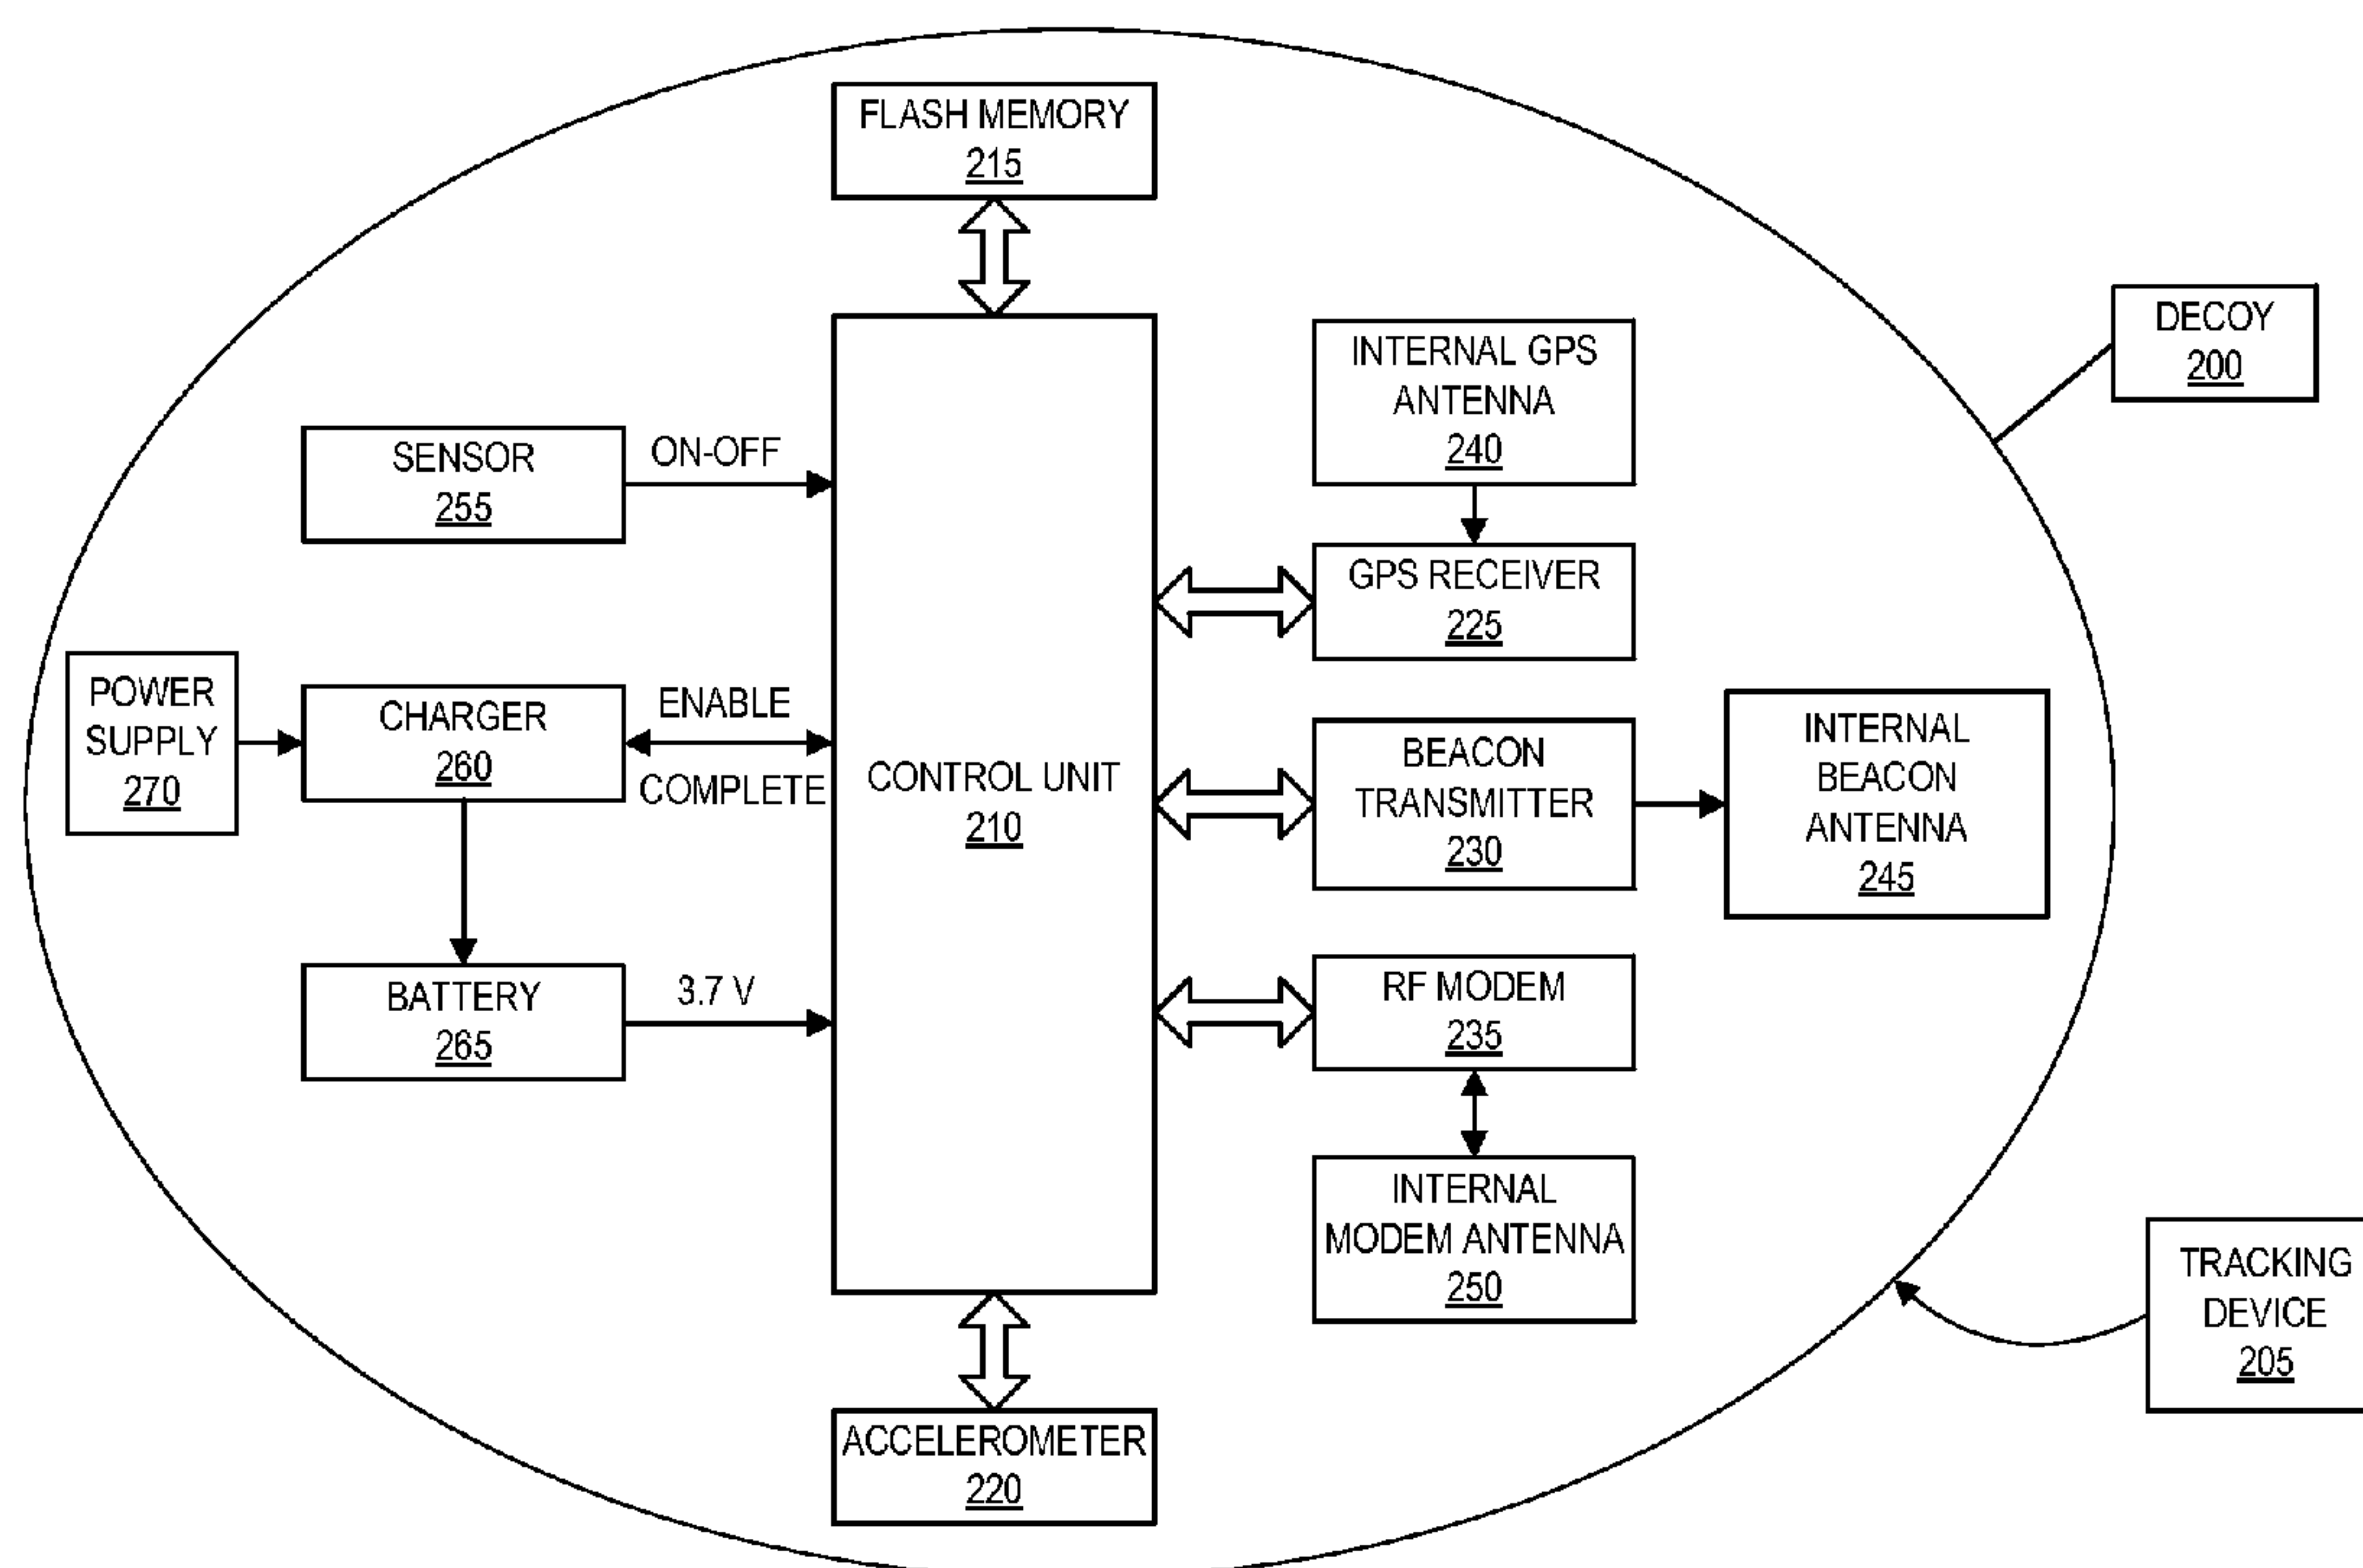 FLASH MEMORY
215
DECOY
200
INTERNAL GPS
ANTENNA
240
SENSOR
255
ON-OFF
GPS RECEIVER
225
POWER
SUPPLY
270
CHARGER
260
ENABLE
COMPLETE
CONTROL UNIT
210
BEACON
TRANSMITTER
230
INTERNAL
BEACON
ANTENNA
245
BATTERY
265
3.7 V
RF MODEM
235
INTERNAL
MODEM ANTENNA
250
TRACKING
DEVICE
205
ACCELEROMETER
220